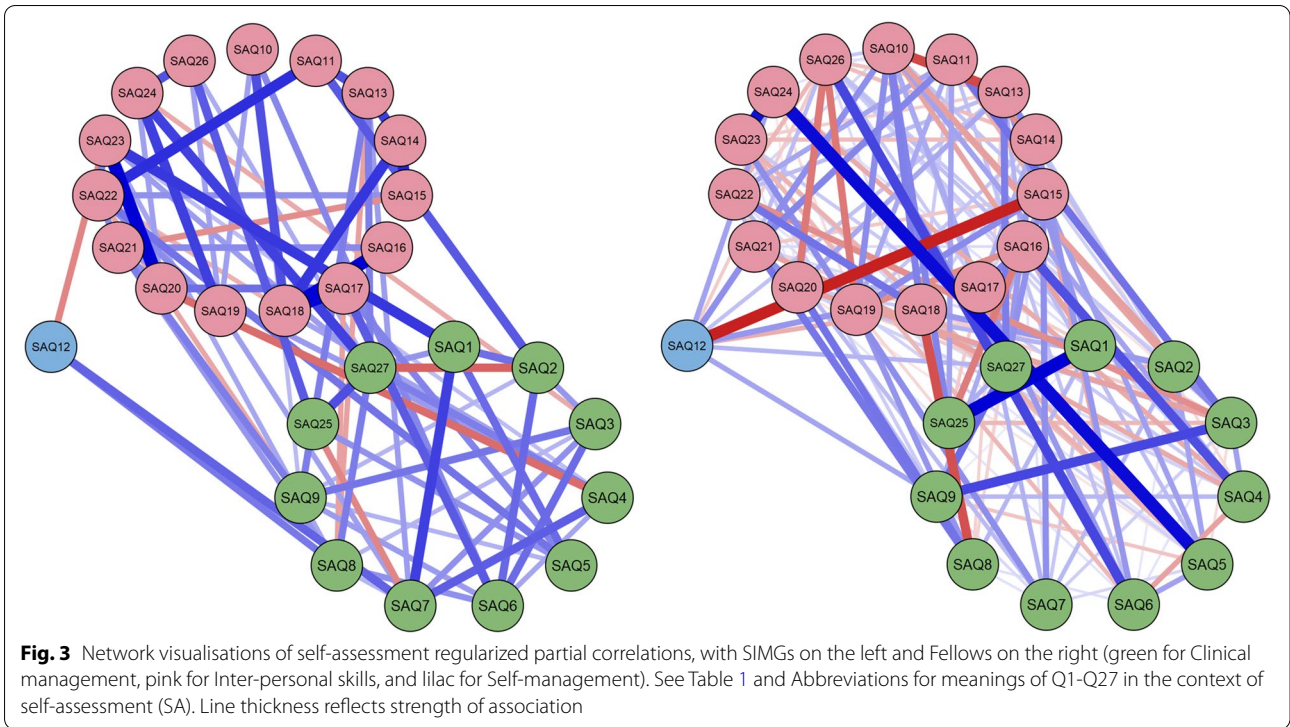 SAQ10 SAQ11
SAQ26
SAQ24 SAQ13
SAQ23 SAQ14
SAQ22 SAQ15
SAQ21 SAQ16
SAQ20 SAQ17
SAQ19 SAQ18
SAQ12 SAQ1
SAQ27 SAQ2
SAQ25 SAQ3
SAQ9 SAQ4
SAQ8 SAQ5
SAQ7 SAQ6
SAQ10 SAQ11
SAQ26
SAQ24 SAQ13
SAQ23 SAQ14
SAQ22 SAQ15
SAQ21 SAQ16
SAQ20 SAQ17
SAQ19 SAQ18
SAQ12 SAQ1
SAQ27 SAQ2
SAQ25 SAQ3
SAQ9 SAQ4
SAQ8 SAQ5
SAQ7 SAQ6
Fig. 3 Network visualisations of self-assessment regularized partial correlations, with SIMGs on the left and Fellows on the right (green for Clinical
management, pink for Inter-personal skills, and lilac for Self-management). See Table 1 and Abbreviations for meanings of Q1-Q27 in the context of
self-assessment (SA). Line thickness reflects strength of association